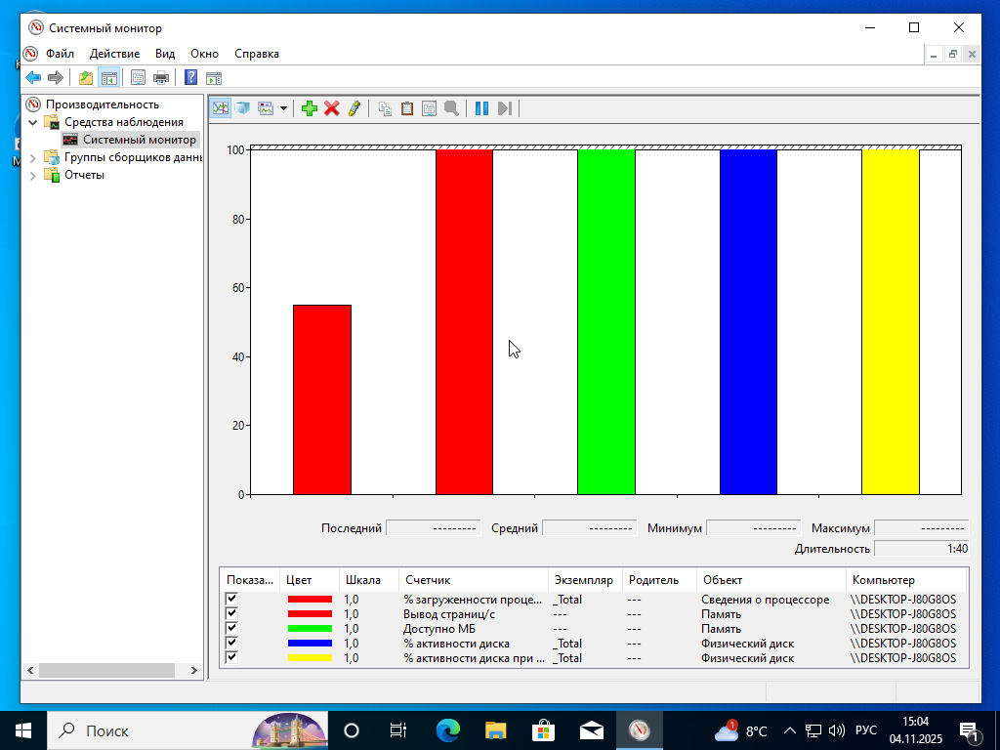 Системный монитор
Файл Действие Вид Окно Справка
Производительность
Средства наблюдения
Системный монитор
Группы сборщиков данн
Отчеты
100
80
60
40
20
0
Последний --------- Средний --------- Минимум --------- Максимум ---------
Длительность 1:40
Показа... Цвет Шкала Счетчик Экземпляр Родитель Объект Компьютер
1,0 % загруженности проце... _Total --- Сведения о процессоре \\DESKTOP-J80G8OS
1,0 Вывод страниц/с --- --- Память \\DESKTOP-J80G8OS
1,0 Доступно МБ --- --- Память \\DESKTOP-J80G8OS
1,0 % активности диска _Total --- Физический диск \\DESKTOP-J80G8OS
1,0 % активности диска при ... _Total --- Физический диск \\DESKTOP-J80G8OS
Поиск
1 8°C РУС 15:04
04.11.2025
1